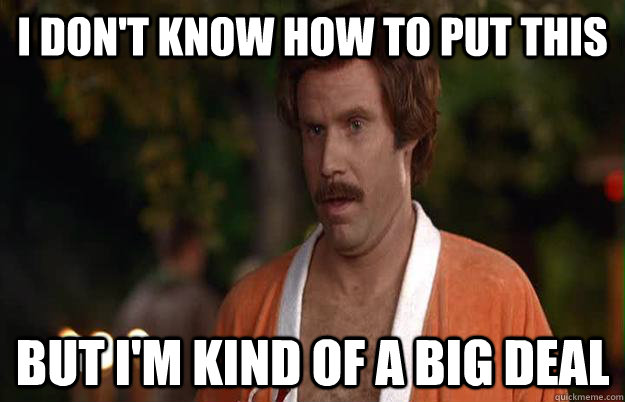 I DON'T KNOW HOW TO PUT THIS
BUT I'M KIND OF A BIG DEAL
quickmeme.com